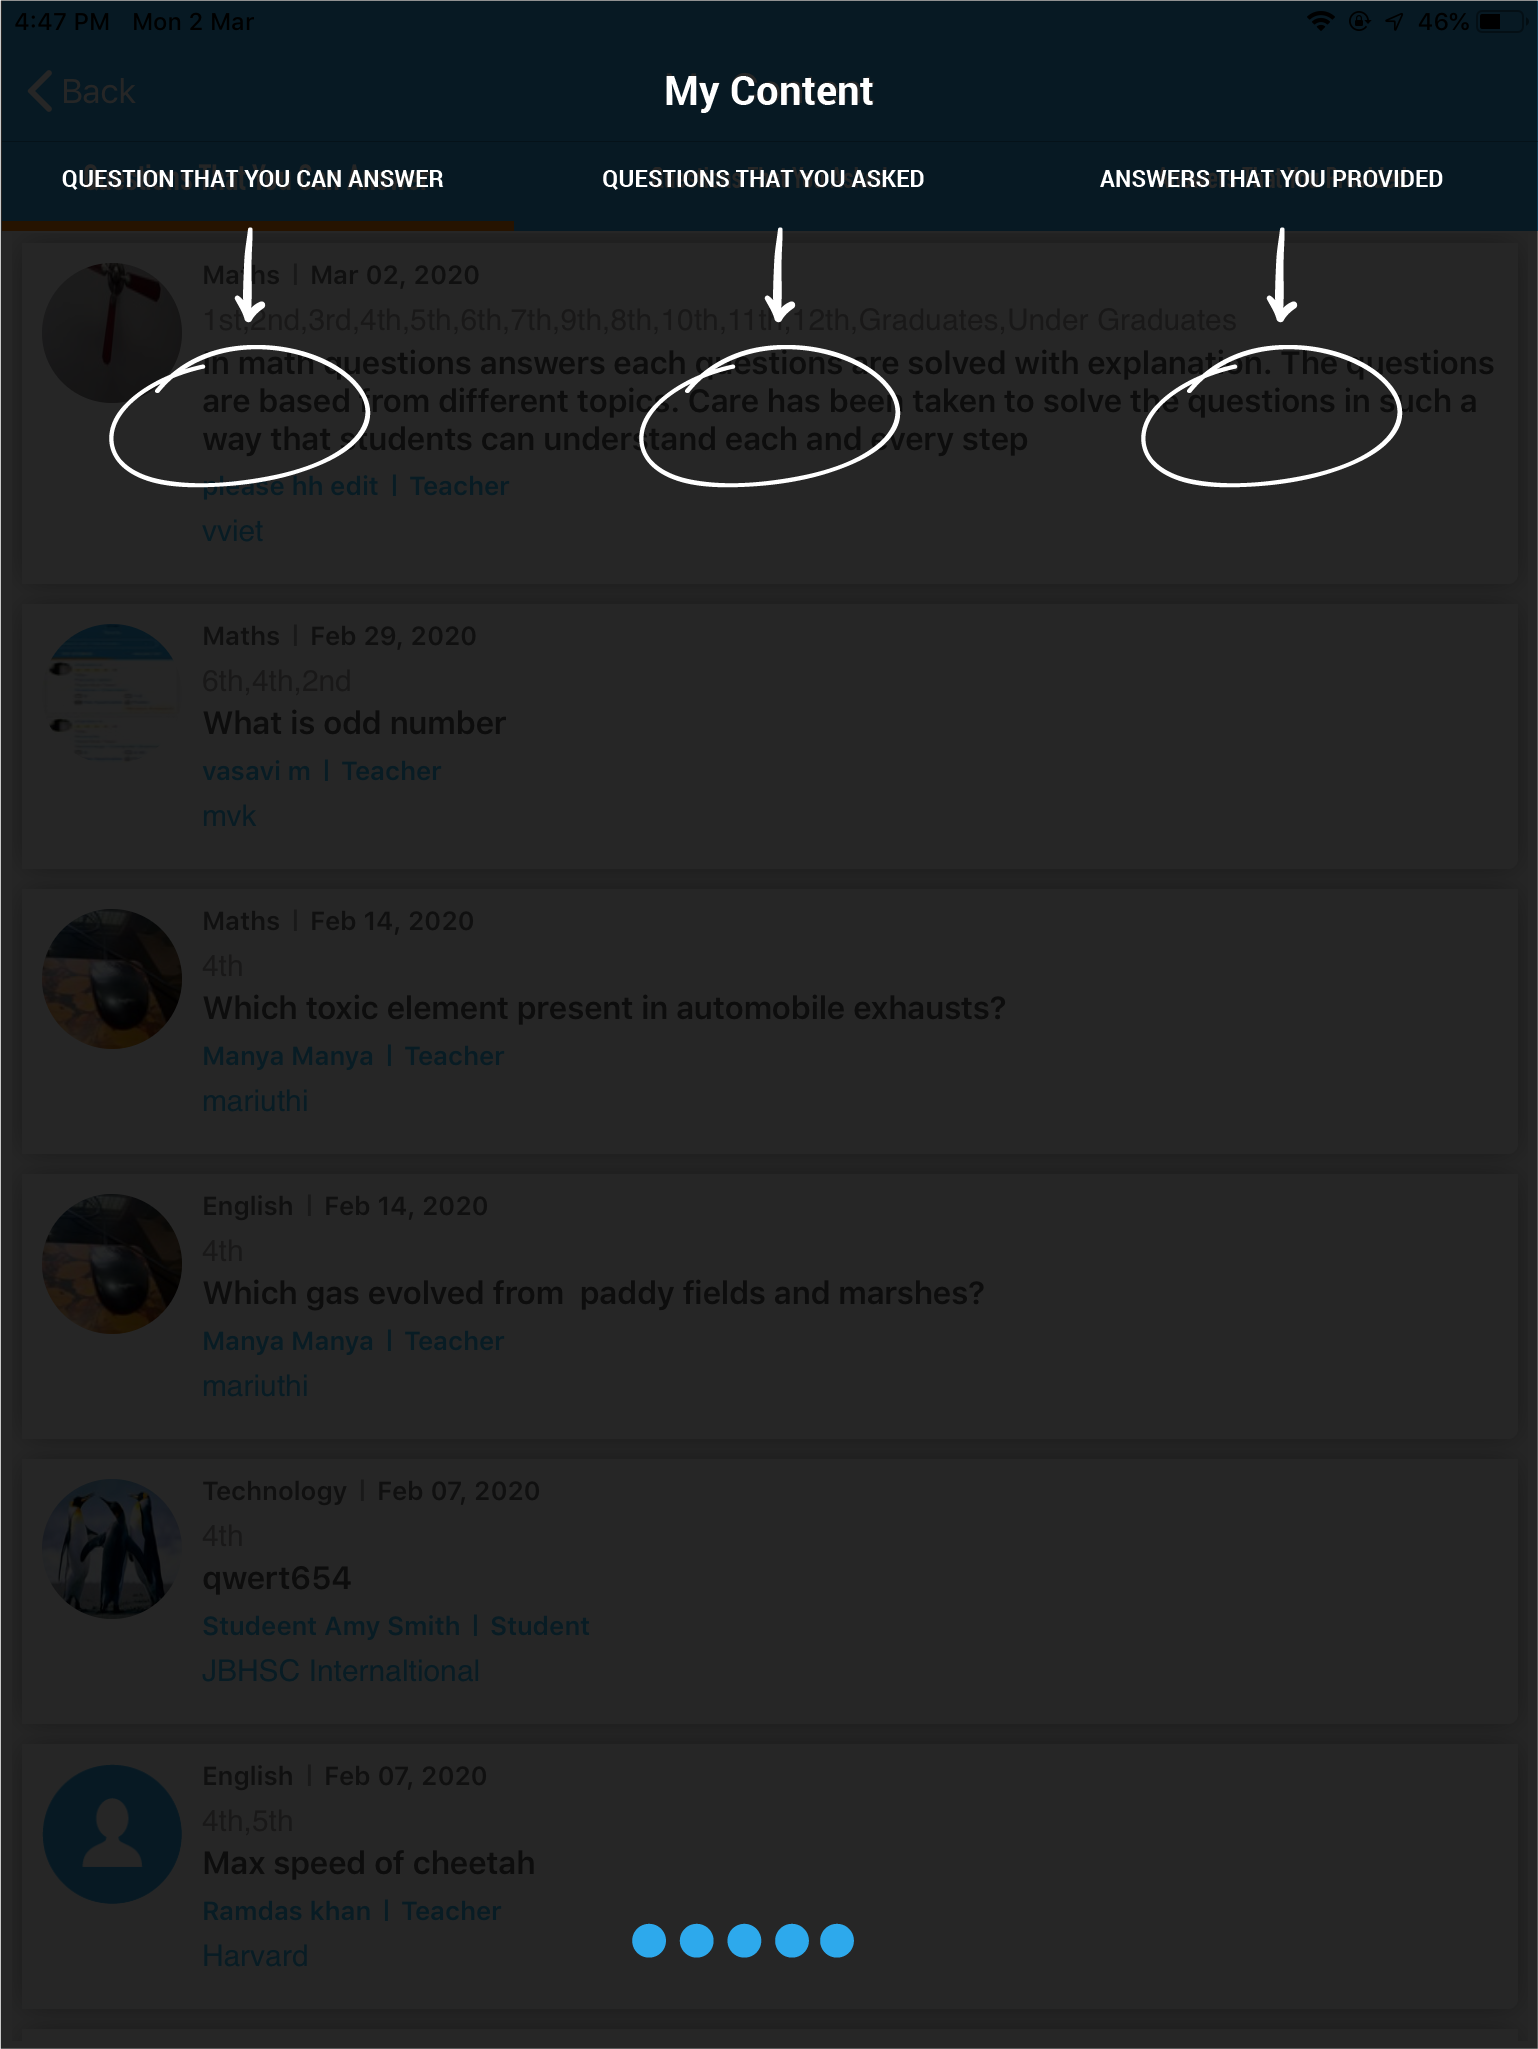 4:47 PM Mon 2 Mar 46%
Back My Content
QUESTION THAT YOU CAN ANSWER QUESTIONS THAT YOU ASKED ANSWERS THAT YOU PROVIDED
Maths | Mar 02, 2020
1st,2nd,3rd,4th,5th,6th,7th,9th,8th,10th,11th,12th,Graduates,Under Graduates
In math questions answers each questions are solved with explanation. The questions
are based from different topics. Care has been taken to solve the questions in such a
way that students can understand each and every step
please hh edit | Teacher
vviet
Maths | Feb 29, 2020
6th,4th,2nd
What is odd number
vasavi m | Teacher
mvk
Maths | Feb 14, 2020
4th
Which toxic element present in automobile exhausts?
Manya Manya | Teacher
mariuthi
English | Feb 14, 2020
4th
Which gas evolved from  paddy fields and marshes?
Manya Manya | Teacher
mariuthi
Technology | Feb 07, 2020
4th
qwert654
Studeent Amy Smith | Student
JBHSC Internaltional
English | Feb 07, 2020
4th,5th
Max speed of cheetah
Ramdas khan | Teacher
Harvard